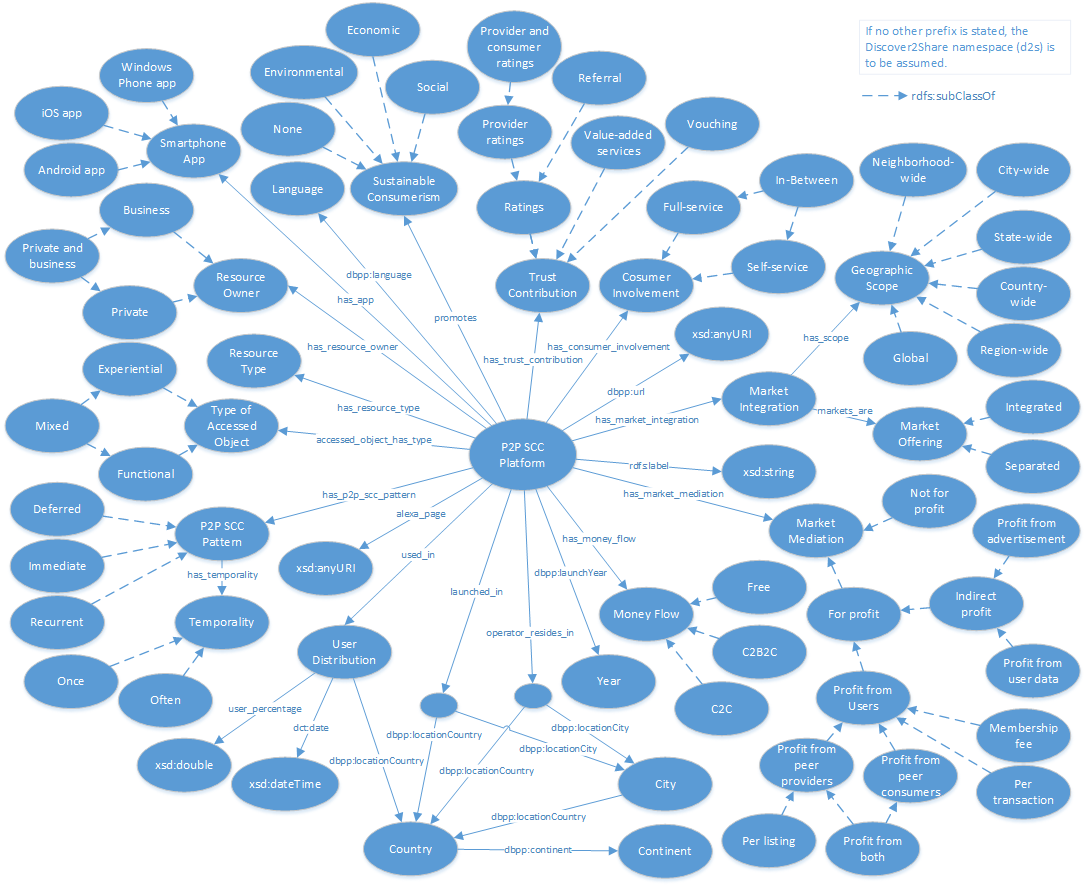 Economic
Provider and
consumer
ratings
If no other prefix is stated, the
Discover2Share namespace (d2s) is
to be assumed.
rdfs:subClassOf
Windows
Phone app
Environmental
Social
Referral
iOS app
None
Provider
ratings
Value-added
services
Vouching
Smartphone
App
Android app
Language
Sustainable
Consumerism
Ratings
Full-service
In-Between
Neighborhood-
wide
City-wide
Business
Private and
business
Resource
Owner
Private
dbpp:language
has_app
promotes
Trust
Contribution
Cosumer
Involvement
Self-service
Geographic
Scope
State-wide
Country-
wide
Region-wide
Global
has_resource_owner
has_trust_contribution
has_consumer_involvement
xsd:anyURI
has_scope
Resource
Type
Experiential
has_resource_type
dbpp:url
Market
Integration
has_market_integration
markets_are
Integrated
Market
Offering
Separated
Mixed
Type of
Accessed
Object
accessed_object_has_type
Functional
P2P SCC
Platform
rdfs:label
xsd:string
has_market_mediation
has_p2p_scc_pattern
alexa_page
used_in
Deferred
P2P SCC
Pattern
Immediate
has_temporality
Recurrent
Temporality
Once
Often
xsd:anyURI
launched_in
operator_resides_in
dbpp:launchYear
has_money_flow
Market
Mediation
Not for
profit
Profit from
advertisement
Indirect
profit
For profit
Profit from
user data
Free
Money Flow
C2B2C
C2C
Year
User
Distribution
user_percentage
dct:date
dbpp:locationCountry
xsd:double
xsd:dateTime
dbpp:locationCountry
dbpp:locationCity
dbpp:locationCity
dbpp:locationCountry
City
dbpp:locationCountry
Country
dbpp:continent
Continent
Profit from
Users
Membership
fee
Profit from
peer
providers
Profit from
peer
consumers
Per
transaction
Per listing
Profit from
both